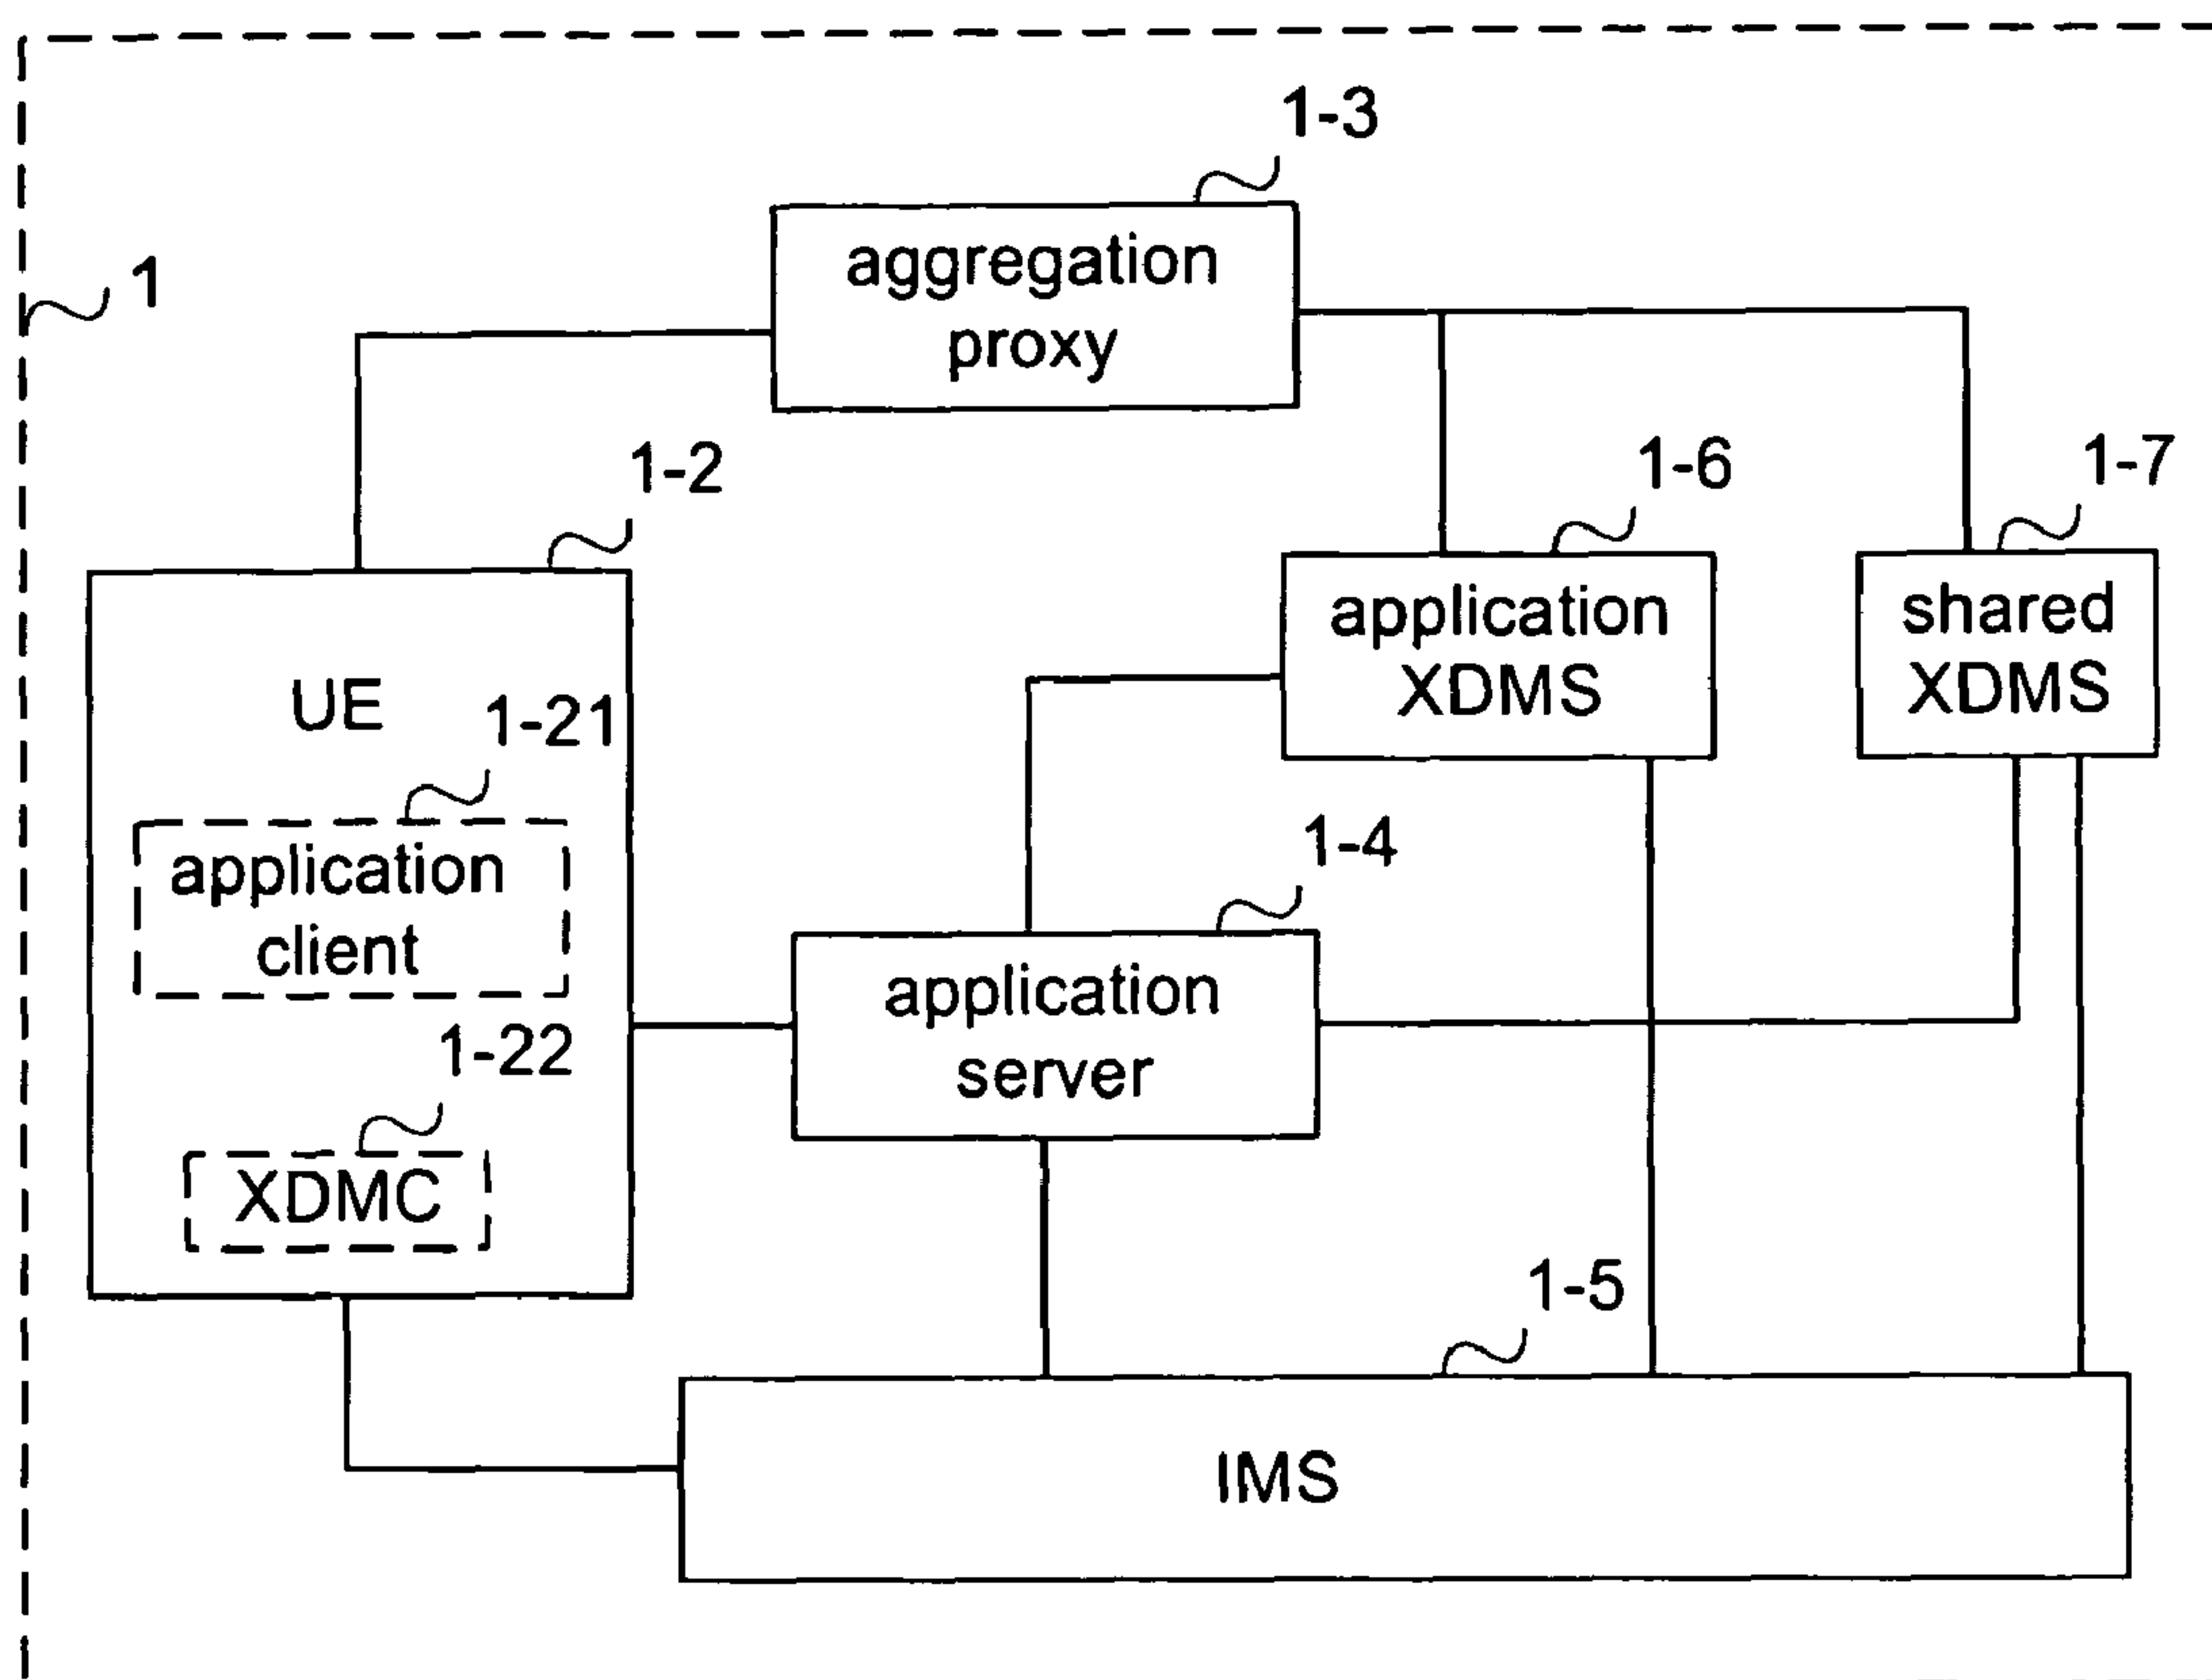 1-3
aggregation
proxy
1
1-2
1-6
1-7
application
XDMS
shared
XDMS
UE
1-21
application
client
1-4
application
server
1-22
XDMC
1-5
IMS